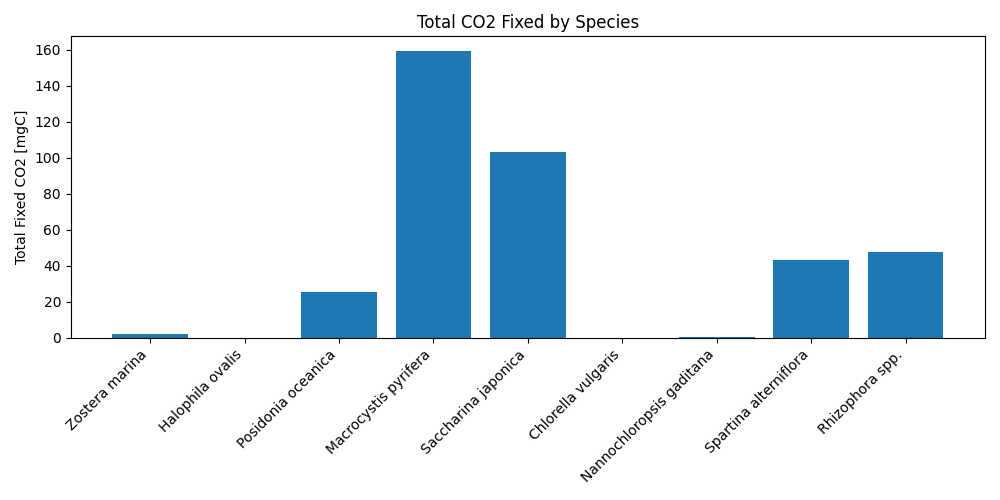 Total CO2 Fixed by Species
Total Fixed CO2 [mgC]
160
140
120
100
80
60
40
20
0
Zostera marina
Halophila ovalis
Posidonia oceanica
Macrocystis pyrifera
Saccharina japonica
Chlorella vulgaris
Nannochloropsis gaditana
Spartina alterniflora
Rhizophora spp.